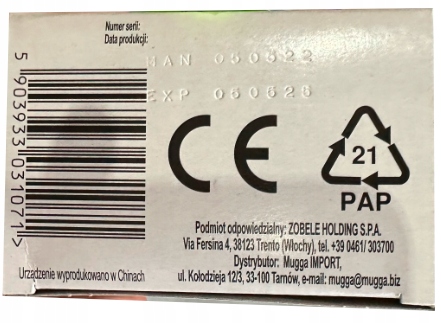 Numer serii:
Data produkcji:
MAN 050522
EXP 050528
5 903933 031071>
CE
21
PAP
Podmiot odpowiedzialny: ZOBELE HOLDING S.P.A.
Via Fersina 4, 38123 Trento (Włochy), tel. +39 0461/ 303700
Dystrybutor: Mugga IMPORT,
ul. Kołodzieja 12/3, 33-100 Tarnów, e-mail: mugga@mugga.biz
Urządzenie wyprodukowano w Chinach